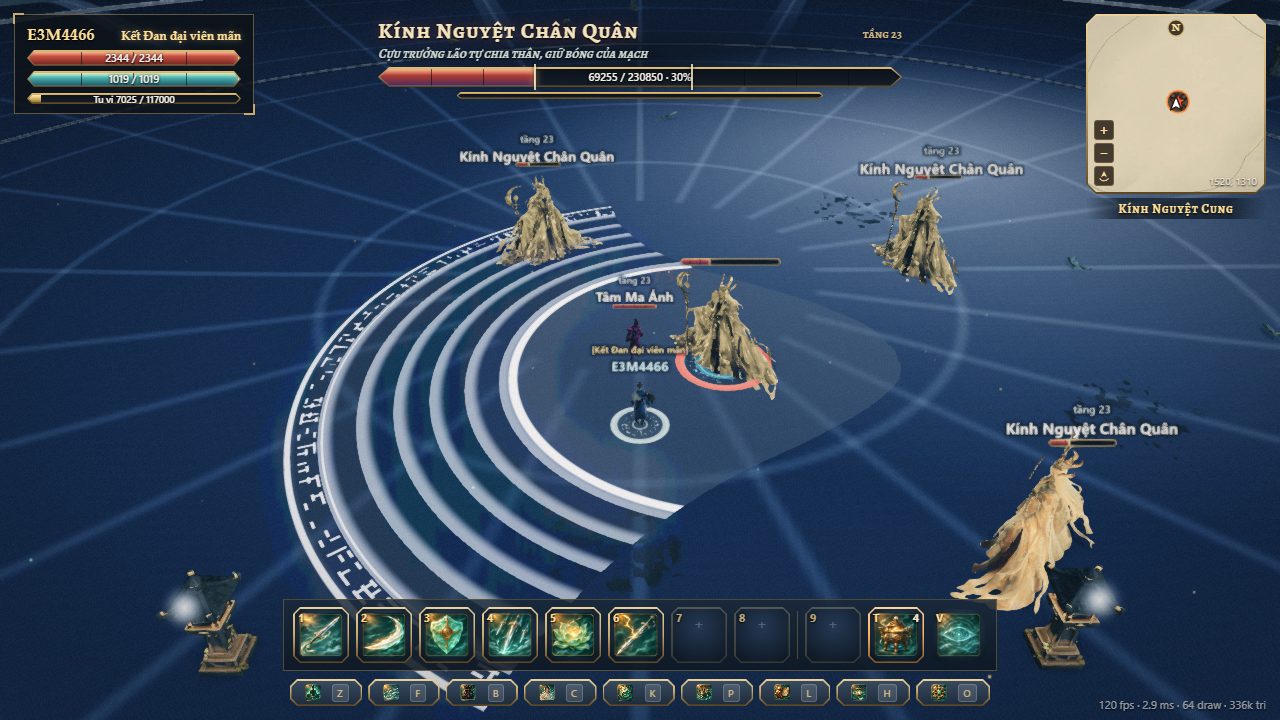 E3M4466 Kết Đan đại viên mãn
2344 / 2344
1019 / 1019
Tu vi 7025 / 117000
Kính Nguyệt Chân Quân
TẦNG 23
Cựu trưởng lão tự chia thân, giữ bóng của mạch
69255 / 230850 · 30%
N
+
−
1520, 1310
Kính Nguyệt Cung
tầng 23
Kính Nguyệt Chân Quân
tầng 23
Kính Nguyệt Chân Quân
tầng 23
Tâm Ma Ảnh
[Kết Đan đại viên mãn]
E3M4466
tầng 23
Kính Nguyệt Chân Quân
1 2 3 4 5 6 7 8 9 T 4 V
+ + +
Z F B C K P L H O
120 fps · 2.9 ms · 64 draw · 336k tri